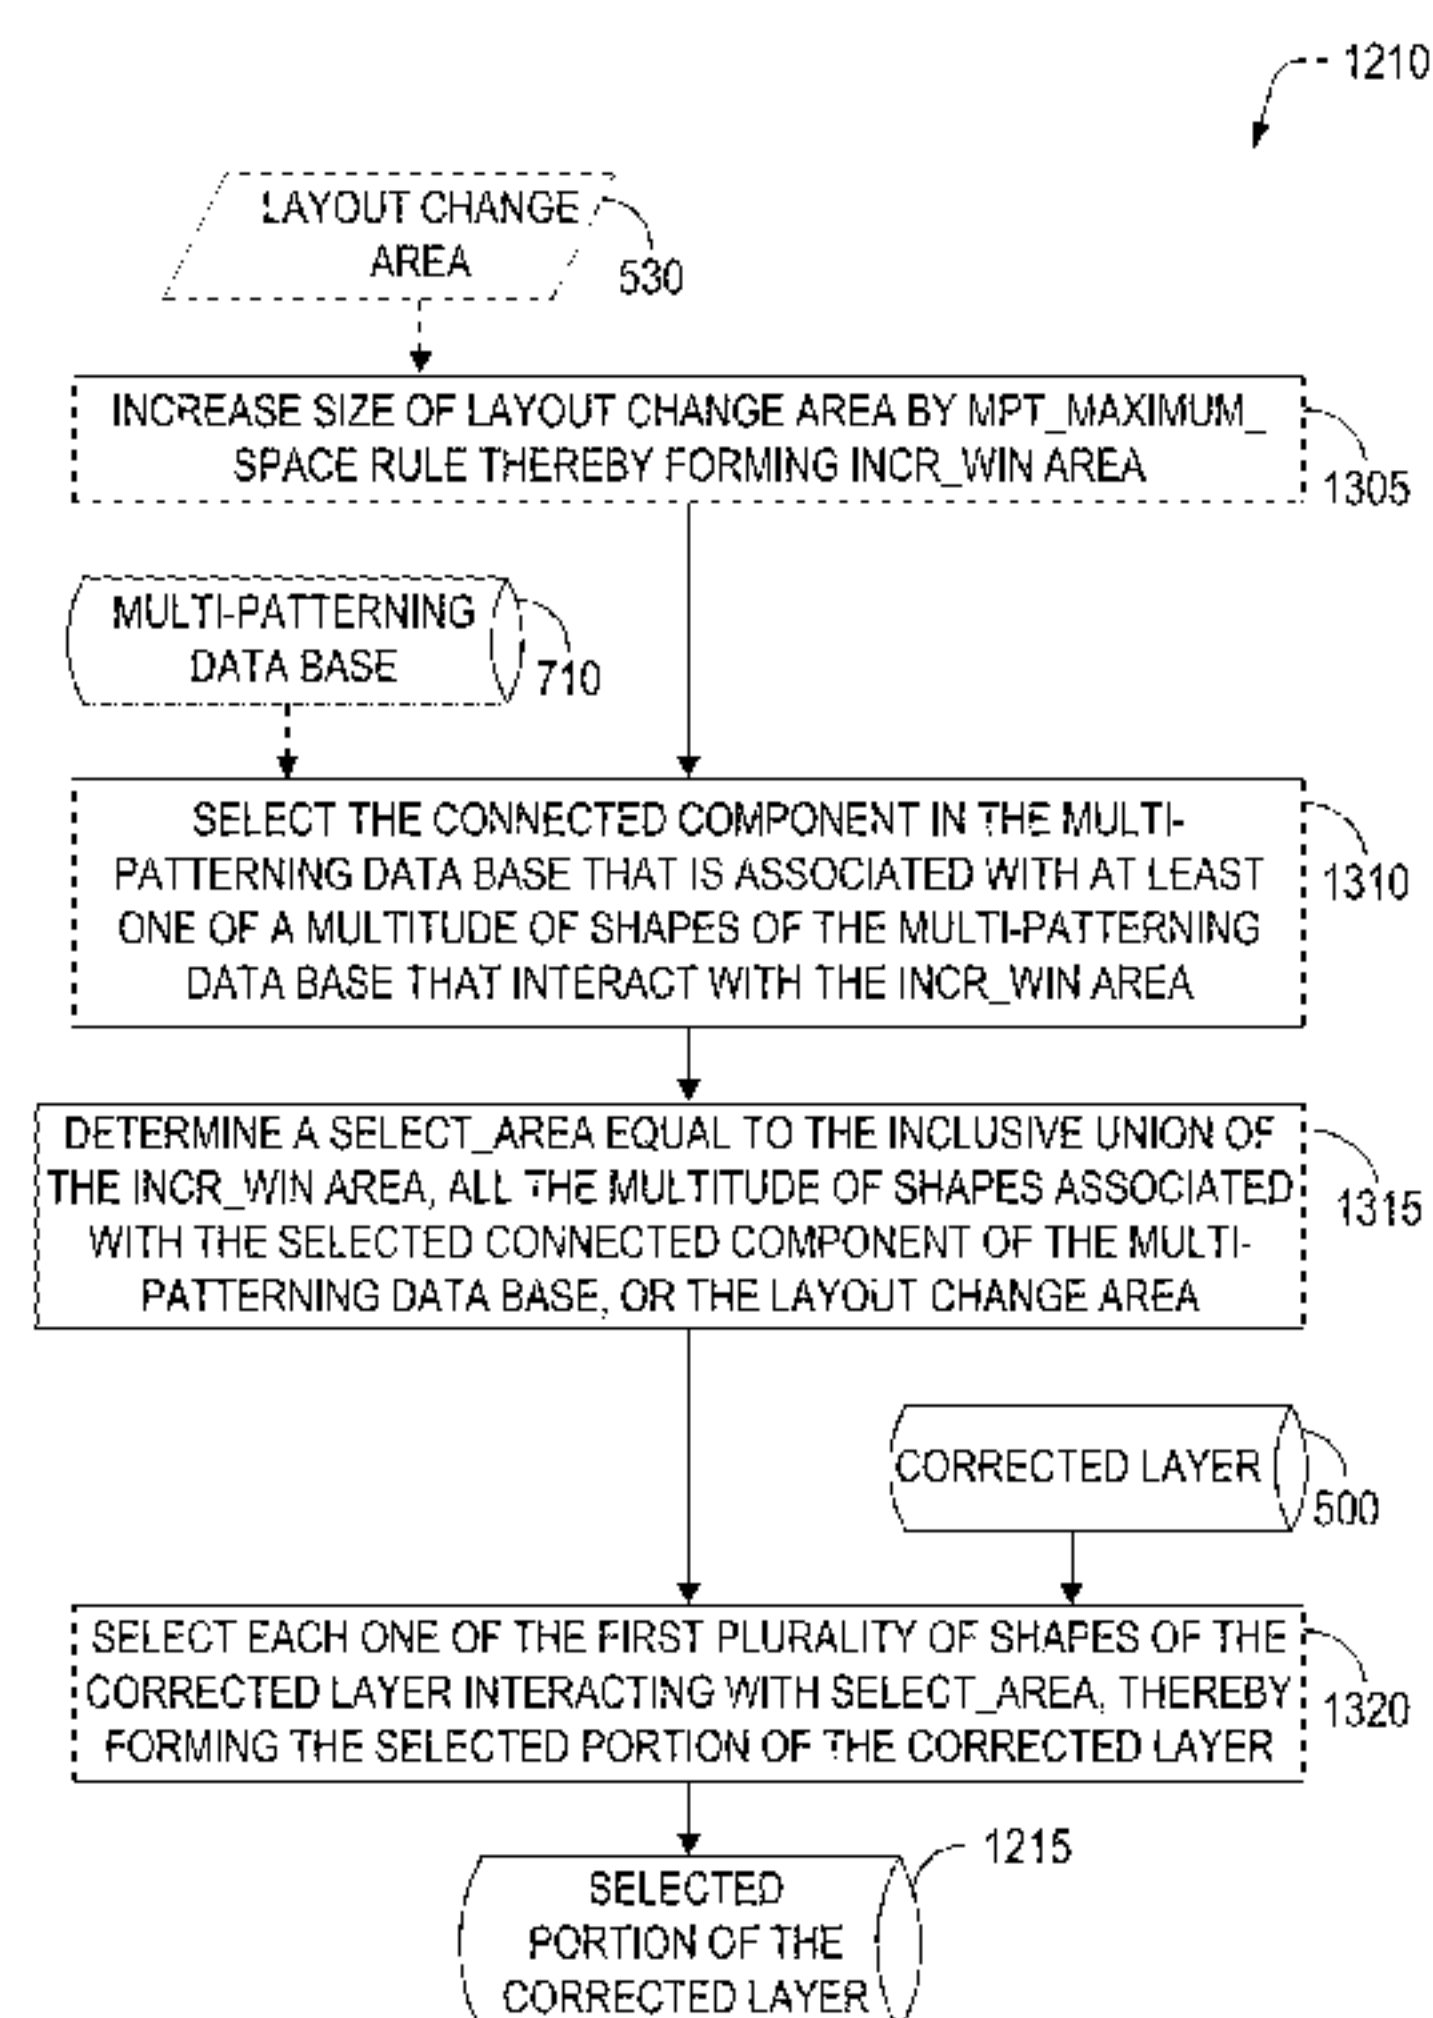 1210
LAYOUT CHANGE
AREA
530
INCREASE SIZE OF LAYOUT CHANGE AREA BY MPT_MAXIMUM_
SPACE RULE THEREBY FORMING INCR_WIN AREA
1305
MULTI-PATTERNING
DATA BASE
710
SELECT THE CONNECTED COMPONENT IN THE MULTI-
PATTERNING DATA BASE THAT IS ASSOCIATED WITH AT LEAST
ONE OF A MULTITUDE OF SHAPES OF THE MULTI-PATTERNING
DATA BASE THAT INTERACT WITH THE INCR_WIN AREA
1310
DETERMINE A SELECT_AREA EQUAL TO THE INCLUSIVE UNION OF
THE INCR_WIN AREA, ALL THE MULTITUDE OF SHAPES ASSOCIATED
WITH THE SELECTED CONNECTED COMPONENT OF THE MULTI-
PATTERNING DATA BASE, OR THE LAYOUT CHANGE AREA
1315
CORRECTED LAYER
500
SELECT EACH ONE OF THE FIRST PLURALITY OF SHAPES OF THE
CORRECTED LAYER INTERACTING WITH SELECT_AREA, THEREBY
FORMING THE SELECTED PORTION OF THE CORRECTED LAYER
1320
1215
SELECTED
PORTION OF THE
CORRECTED LAYER